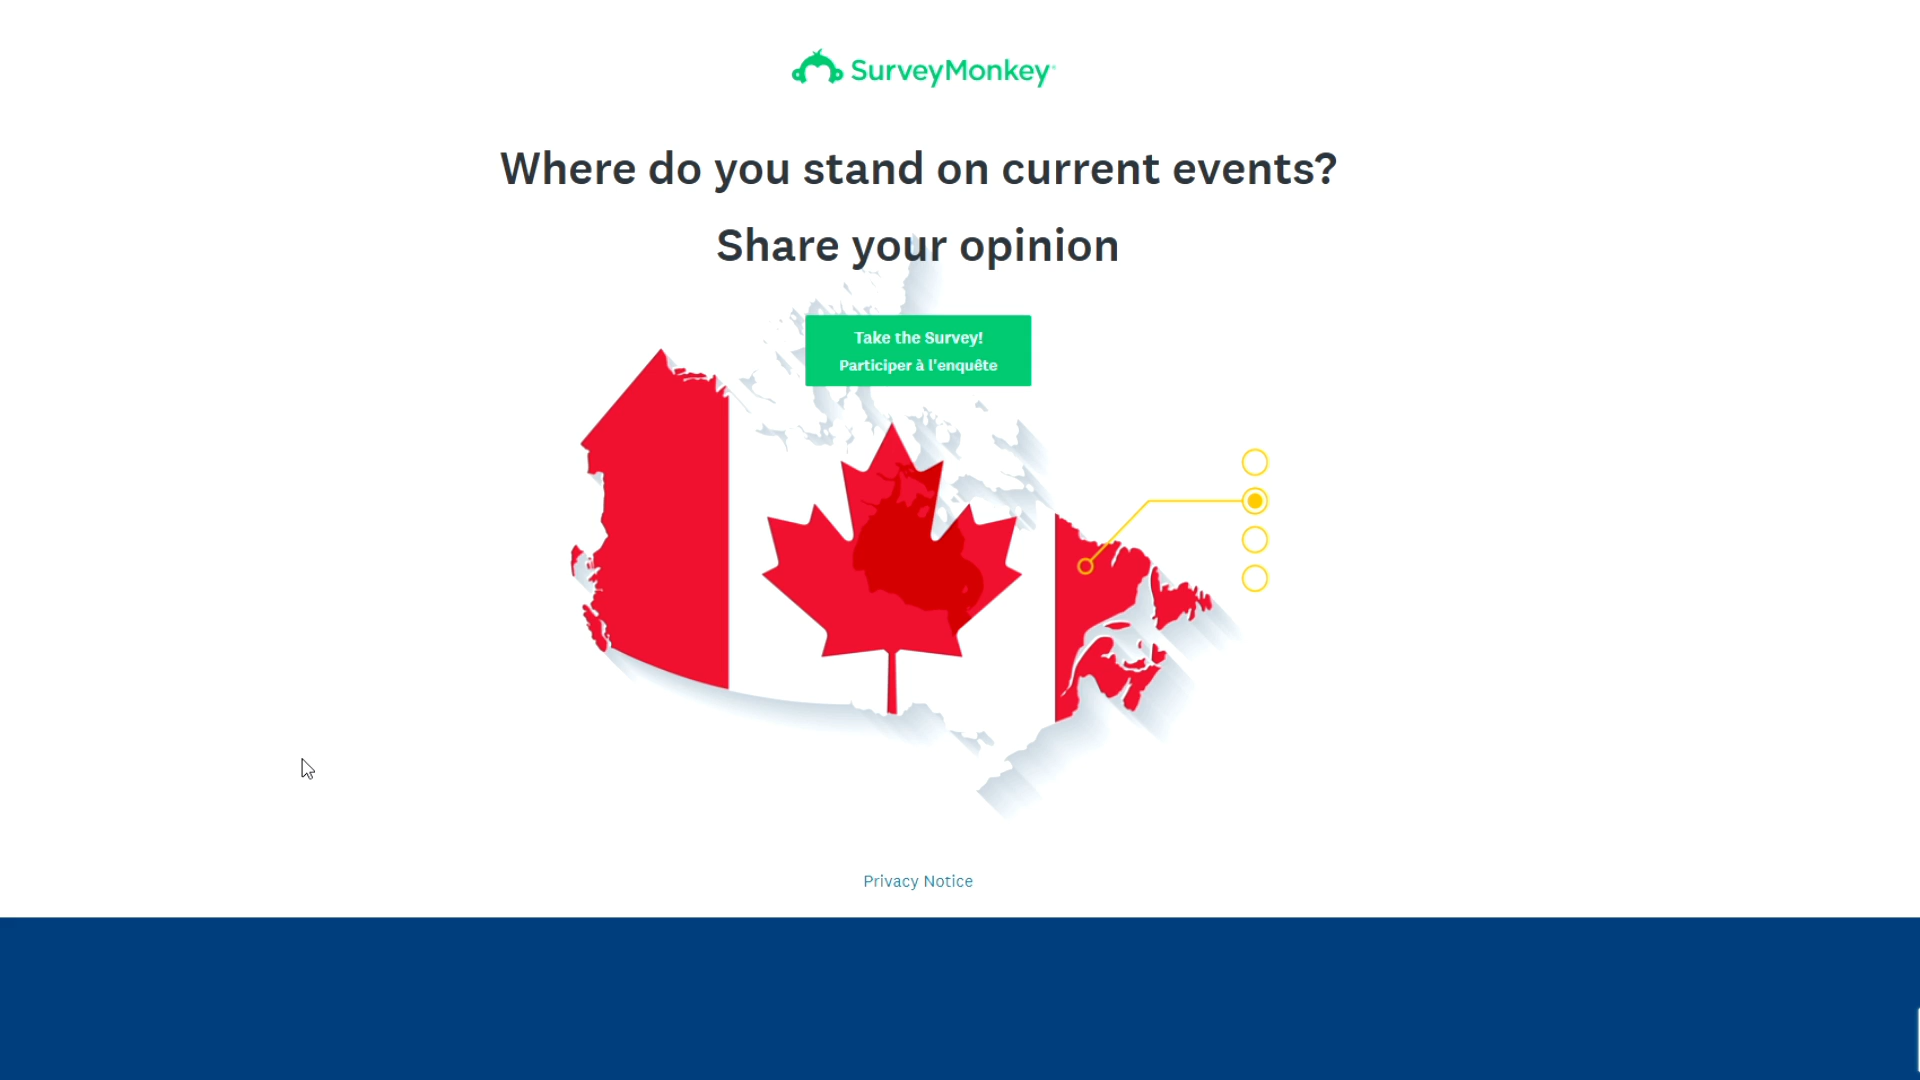 SurveyMonkey
Where do you stand on current events?
Share your opinion
Take the Survey!
Participer à l'enquête
Privacy Notice